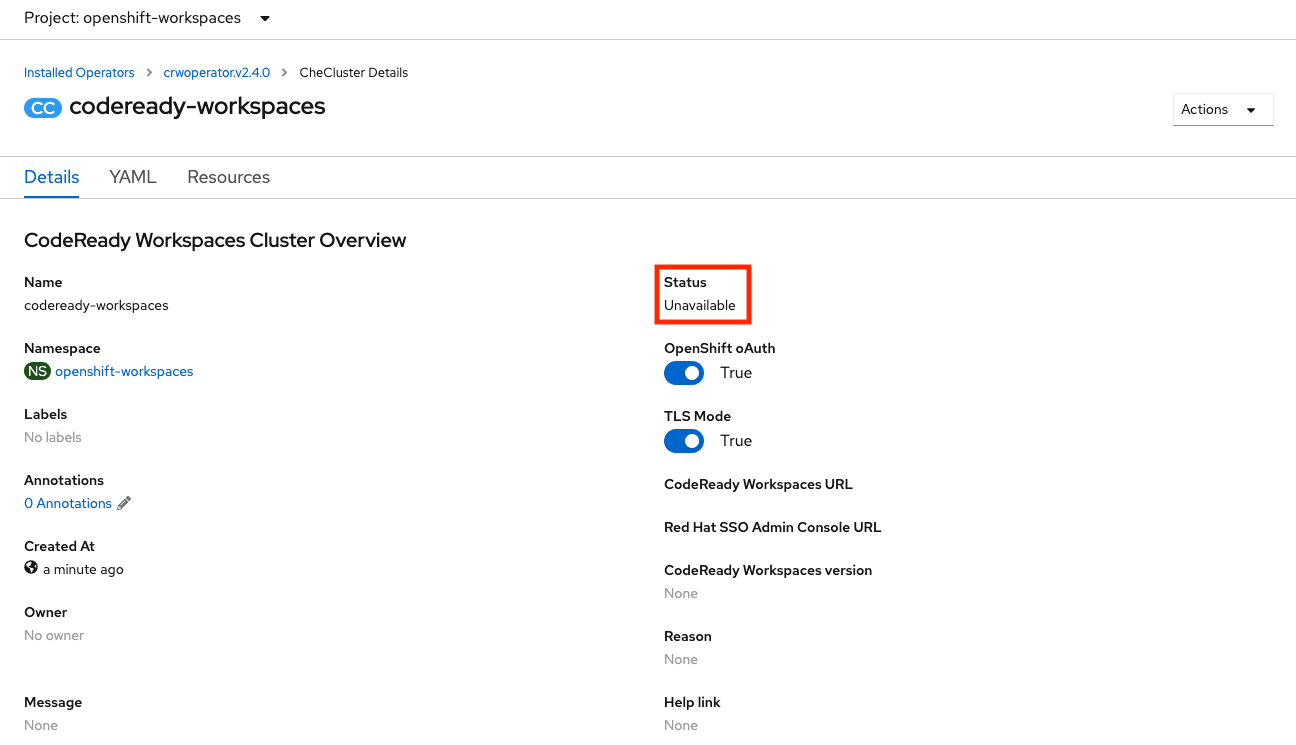 Project: openshift-workspaces
Installed Operators > crwoperator.v2.4.0 > CheCluster Details
CC codeready-workspaces
Actions
Details YAML Resources
CodeReady Workspaces Cluster Overview
Name
codeready-workspaces
Namespace
NS openshift-workspaces
Labels
No labels
Annotations
0 Annotations
Created At
a minute ago
Owner
No owner
Message
None
Status
Unavailable
OpenShift oAuth
True
TLS Mode
True
CodeReady Workspaces URL
Red Hat SSO Admin Console URL
CodeReady Workspaces version
None
Reason
None
Help link
None